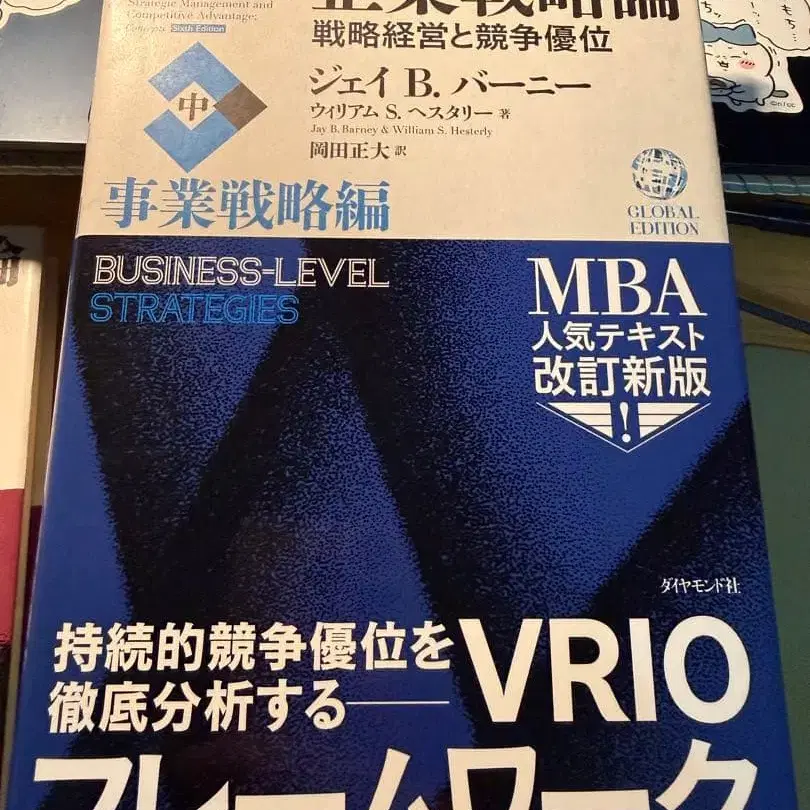 Strategic Management and
Competitive Advantage:
Concepts Sixth Edition
企業戦略論
戦略経営と競争優位
中
ジェイ B. バーニー
ウィリアム S. ヘスタリー 著
Jay B. Barney & William S. Hesterly
岡田正大 訳
事業戦略編
GLOBAL
EDITION
BUSINESS-LEVEL
STRATEGIES
MBA
人気テキスト
改訂新版
!
ダイヤモンド社
持続的競争優位を
徹底分析する――VRIO
フレームワーク